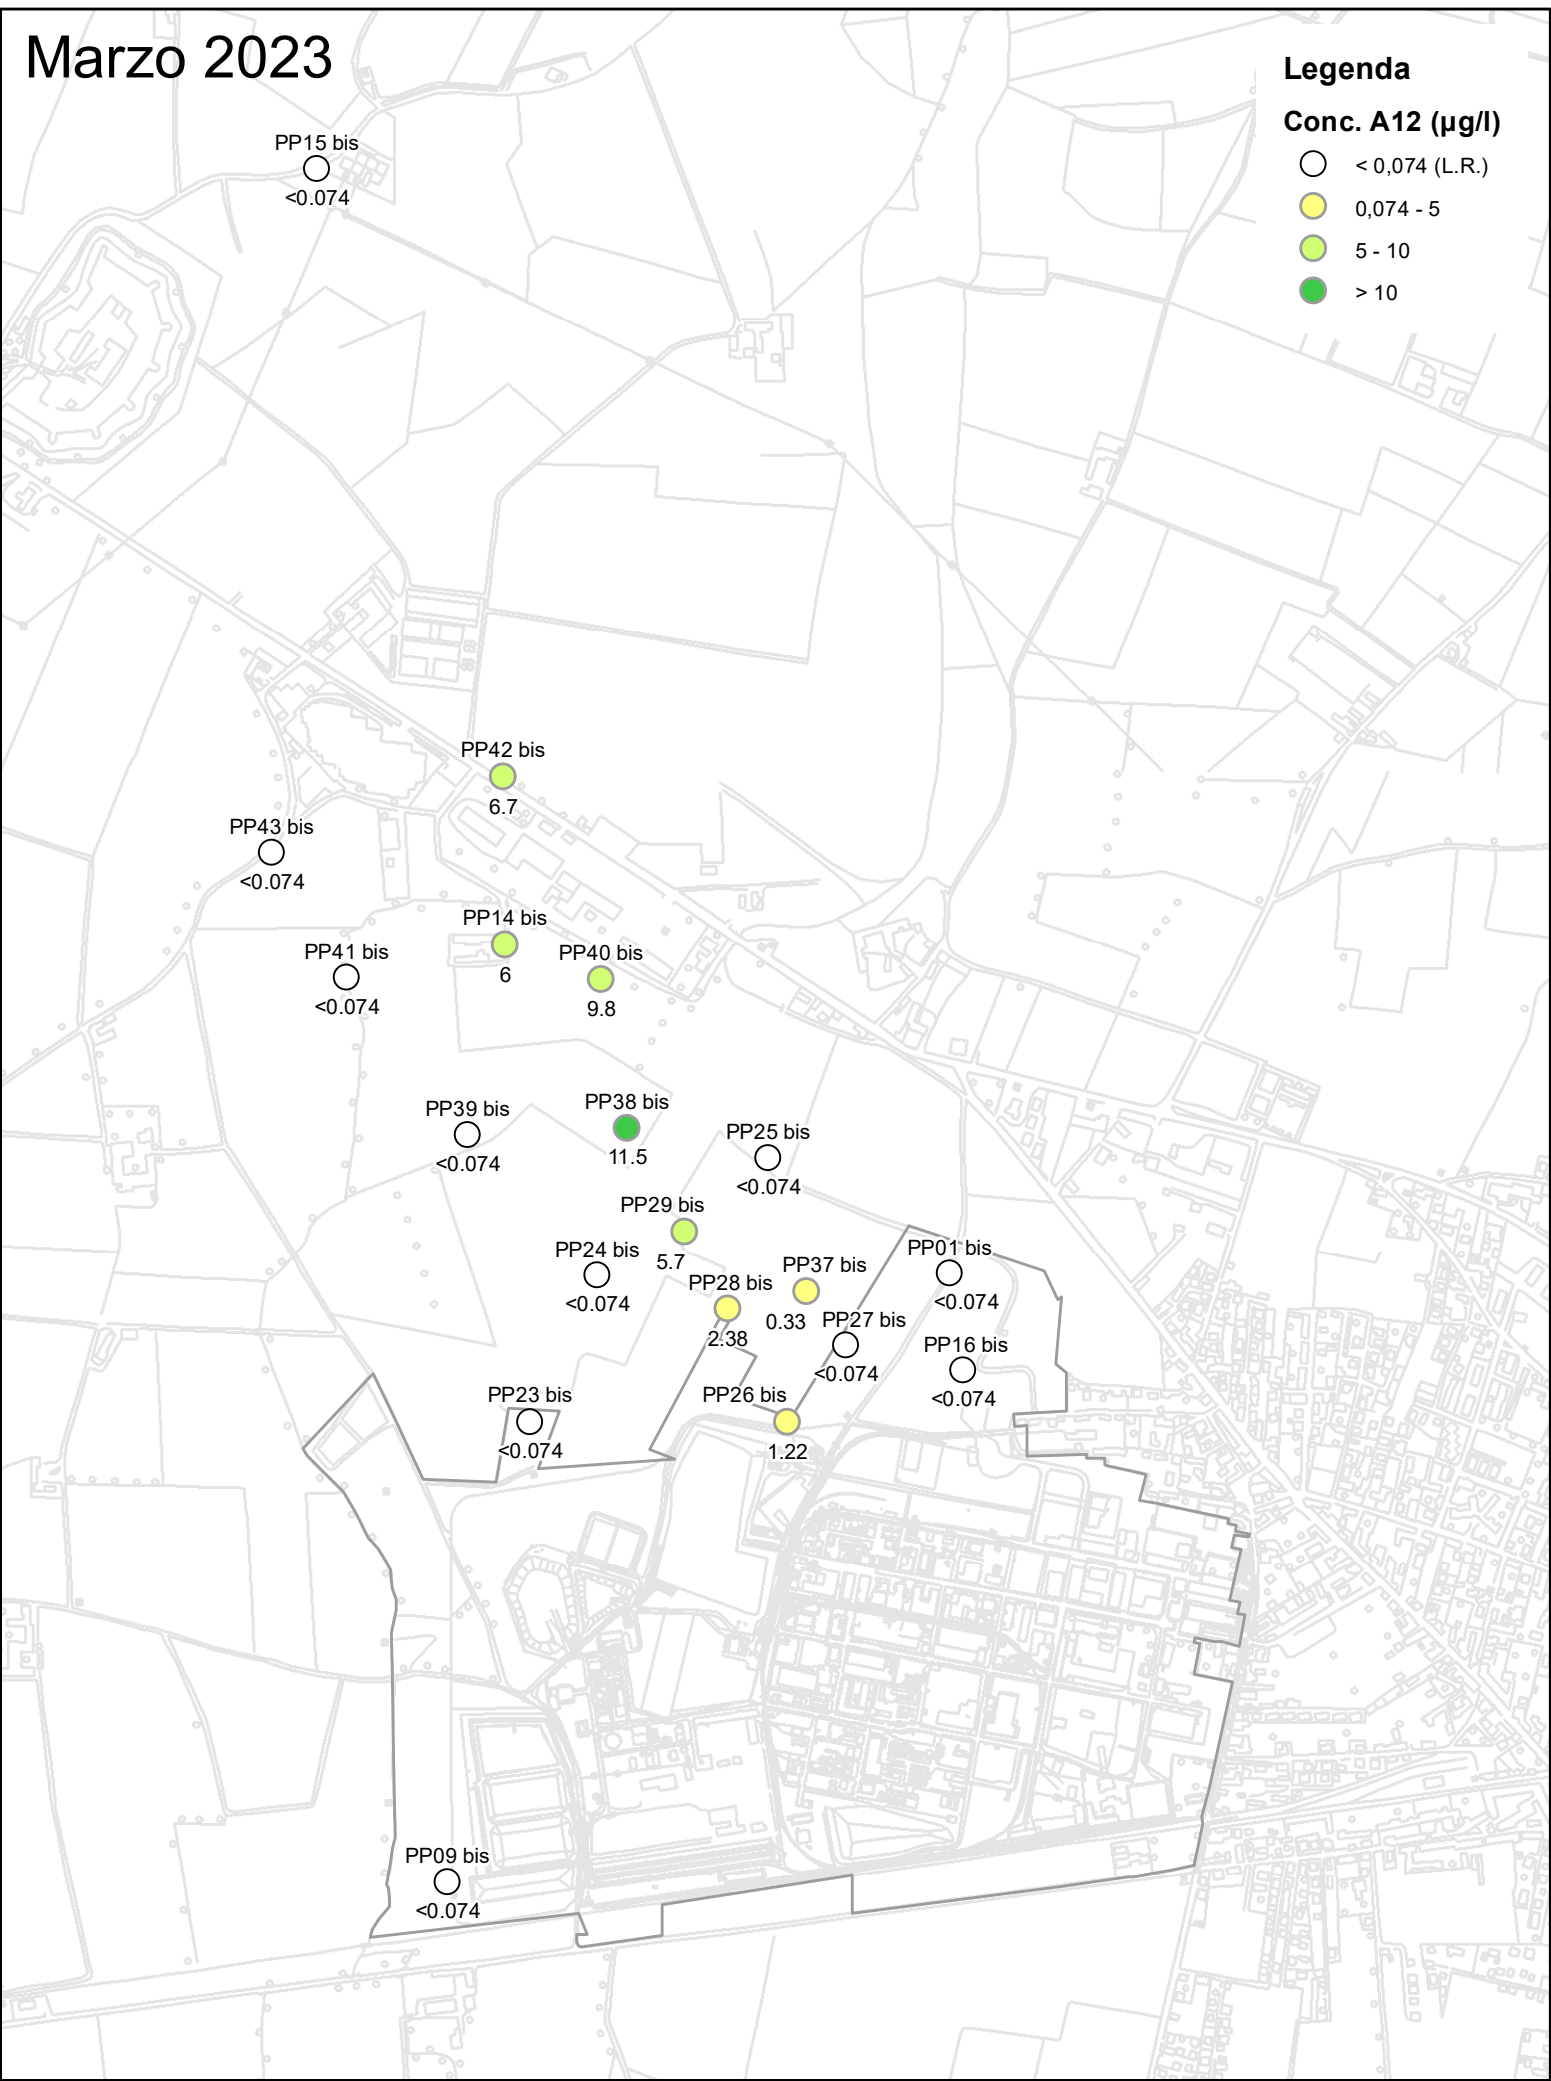 Marzo 2023
Legenda
Conc. A12 (µg/l)
< 0,074 (L.R.)
0,074 - 5
5 - 10
> 10
PP15 bis
<0.074
PP42 bis
6.7
PP43 bis
<0.074
PP14 bis
6
PP41 bis
<0.074
PP40 bis
9.8
PP39 bis
<0.074
PP38 bis
11.5
PP25 bis
<0.074
PP29 bis
5.7
PP24 bis
<0.074
PP28 bis
2.38
PP37 bis
0.33
PP01 bis
<0.074
PP27 bis
<0.074
PP16 bis
<0.074
PP23 bis
<0.074
PP26 bis
1.22
PP09 bis
<0.074